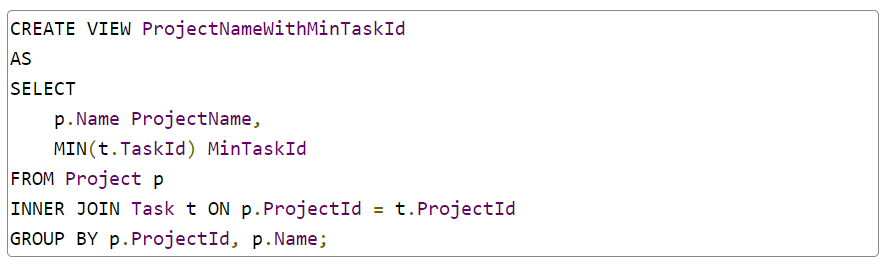 CREATE VIEW ProjectNameWithMinTaskId
AS
SELECT
    p.Name ProjectName,
    MIN(t.TaskId) MinTaskId
FROM Project p
INNER JOIN Task t ON p.ProjectId = t.ProjectId
GROUP BY p.ProjectId, p.Name;